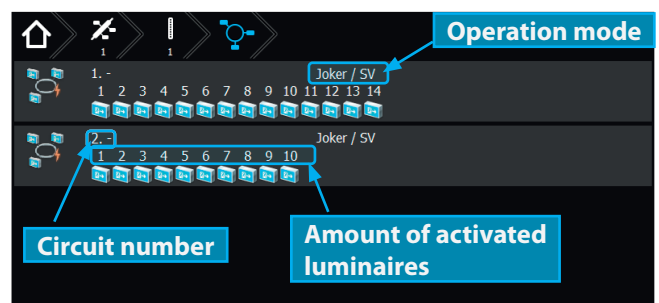 Operation mode
1 1
1. - Joker / SV
1 2 3 4 5 6 7 8 9 10 11 12 13 14
2. - Joker / SV
1 2 3 4 5 6 7 8 9 10
Circuit number
Amount of activated
luminaires